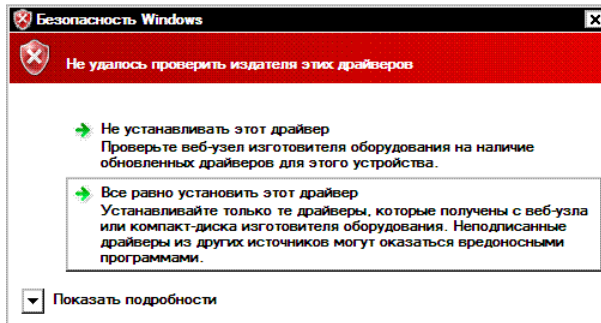 Безопасность Windows
Не удалось проверить издателя этих драйверов
Не устанавливать этот драйвер
Проверьте веб-узел изготовителя оборудования на наличие
обновленных драйверов для этого устройства.
Все равно установить этот драйвер
Устанавливайте только те драйверы, которые получены с веб-узла
или компакт-диска изготовителя оборудования. Неподписанные
драйверы из других источников могут оказаться вредоносными
программами.
Показать подробности